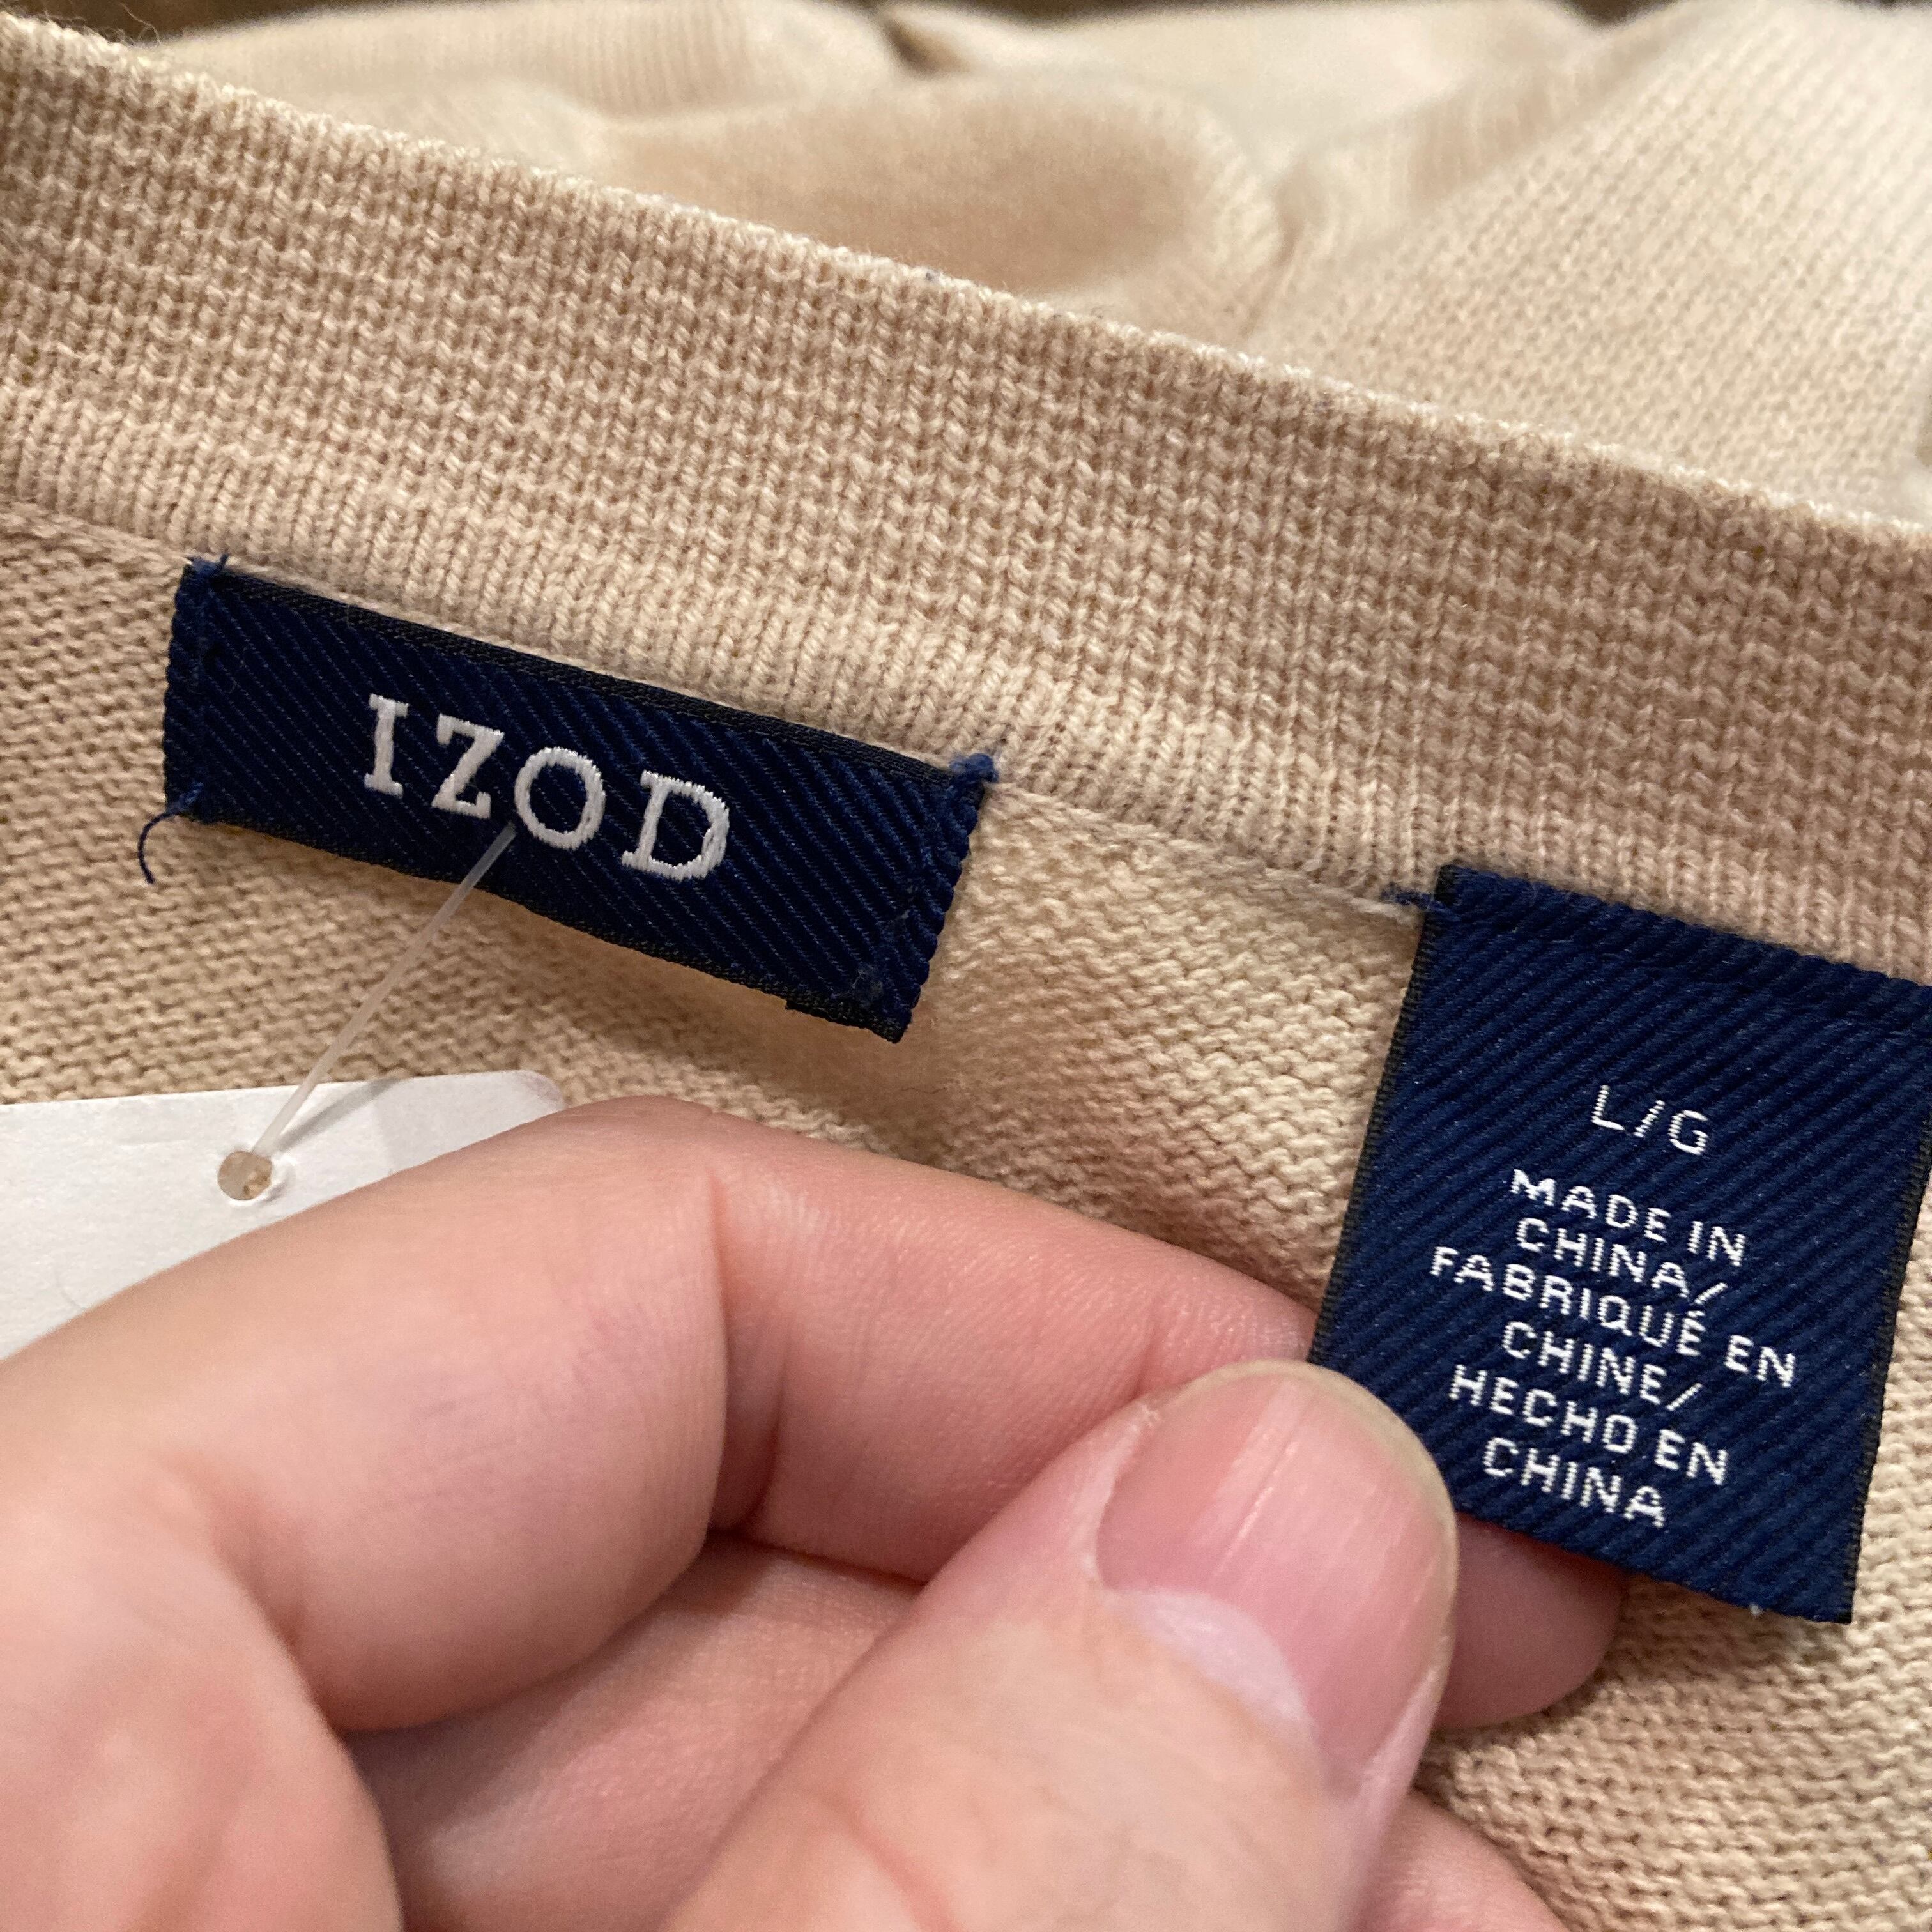 IZOD
L/G
MADE IN
CHINA/
FABRIQUÉ EN
CHINE/
HECHO EN
CHINA